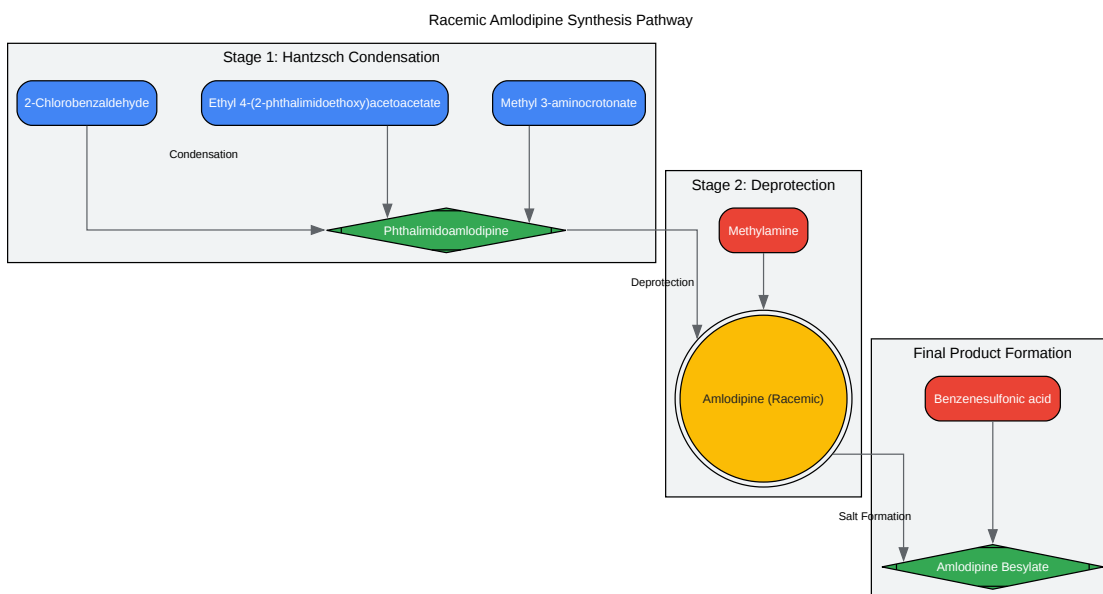 Racemic Amlodipine Synthesis Pathway
Stage 1: Hantzsch Condensation
2-Chlorobenzaldehyde
Ethyl 4-(2-phthalimidoethoxy)acetoacetate
Methyl 3-aminocrotonate
Condensation
Phthalimidoamlodipine
Stage 2: Deprotection
Methylamine
Deprotection
Amlodipine (Racemic)
Final Product Formation
Benzenesulfonic acid
Salt Formation
Amlodipine Besylate